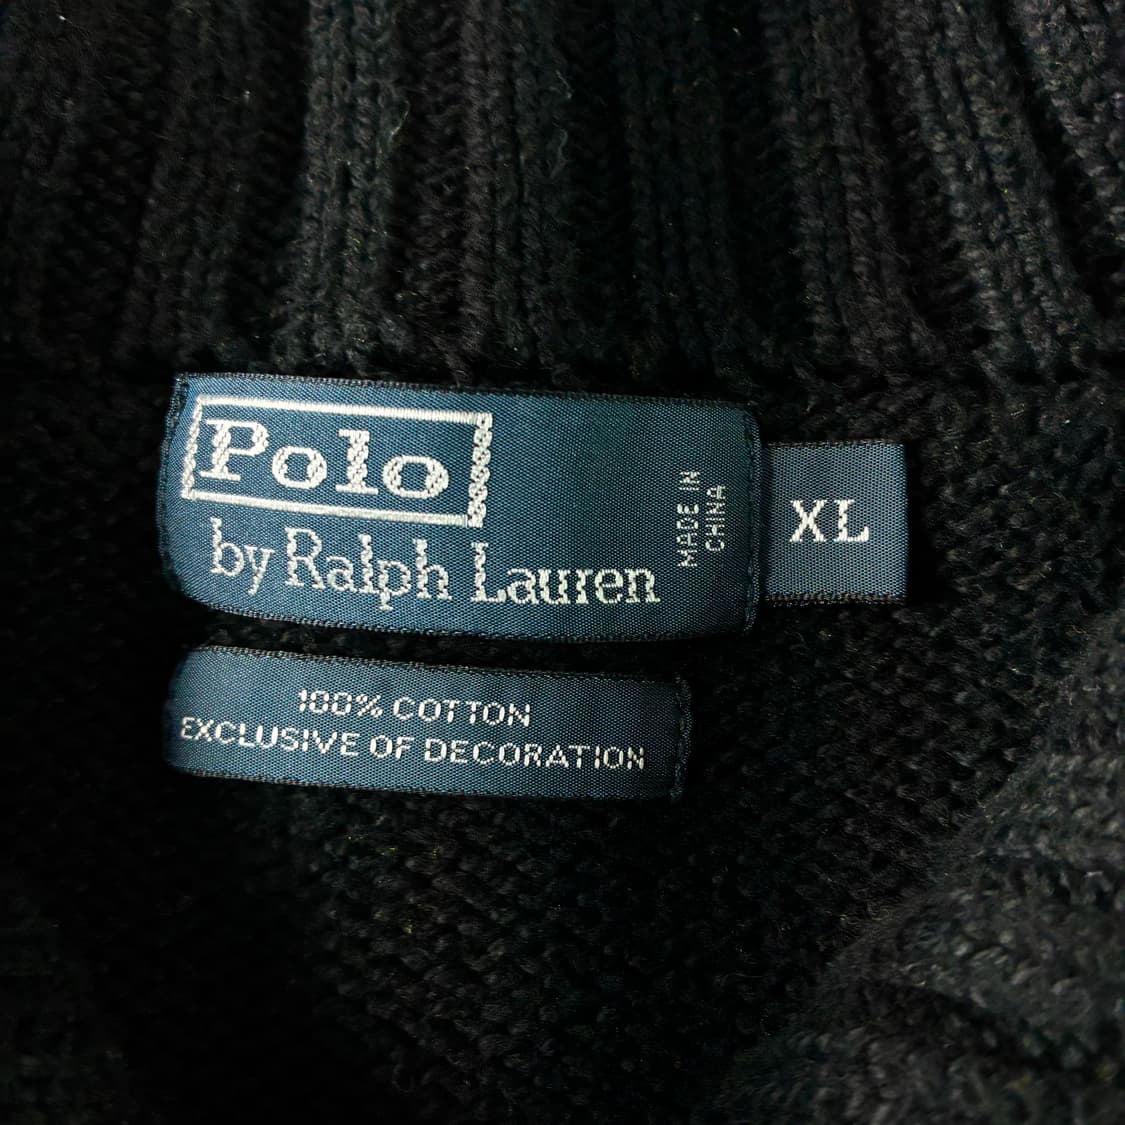 Polo
by Ralph Lauren
MADE IN
CHINA
XL
100% COTTON
EXCLUSIVE OF DECORATION